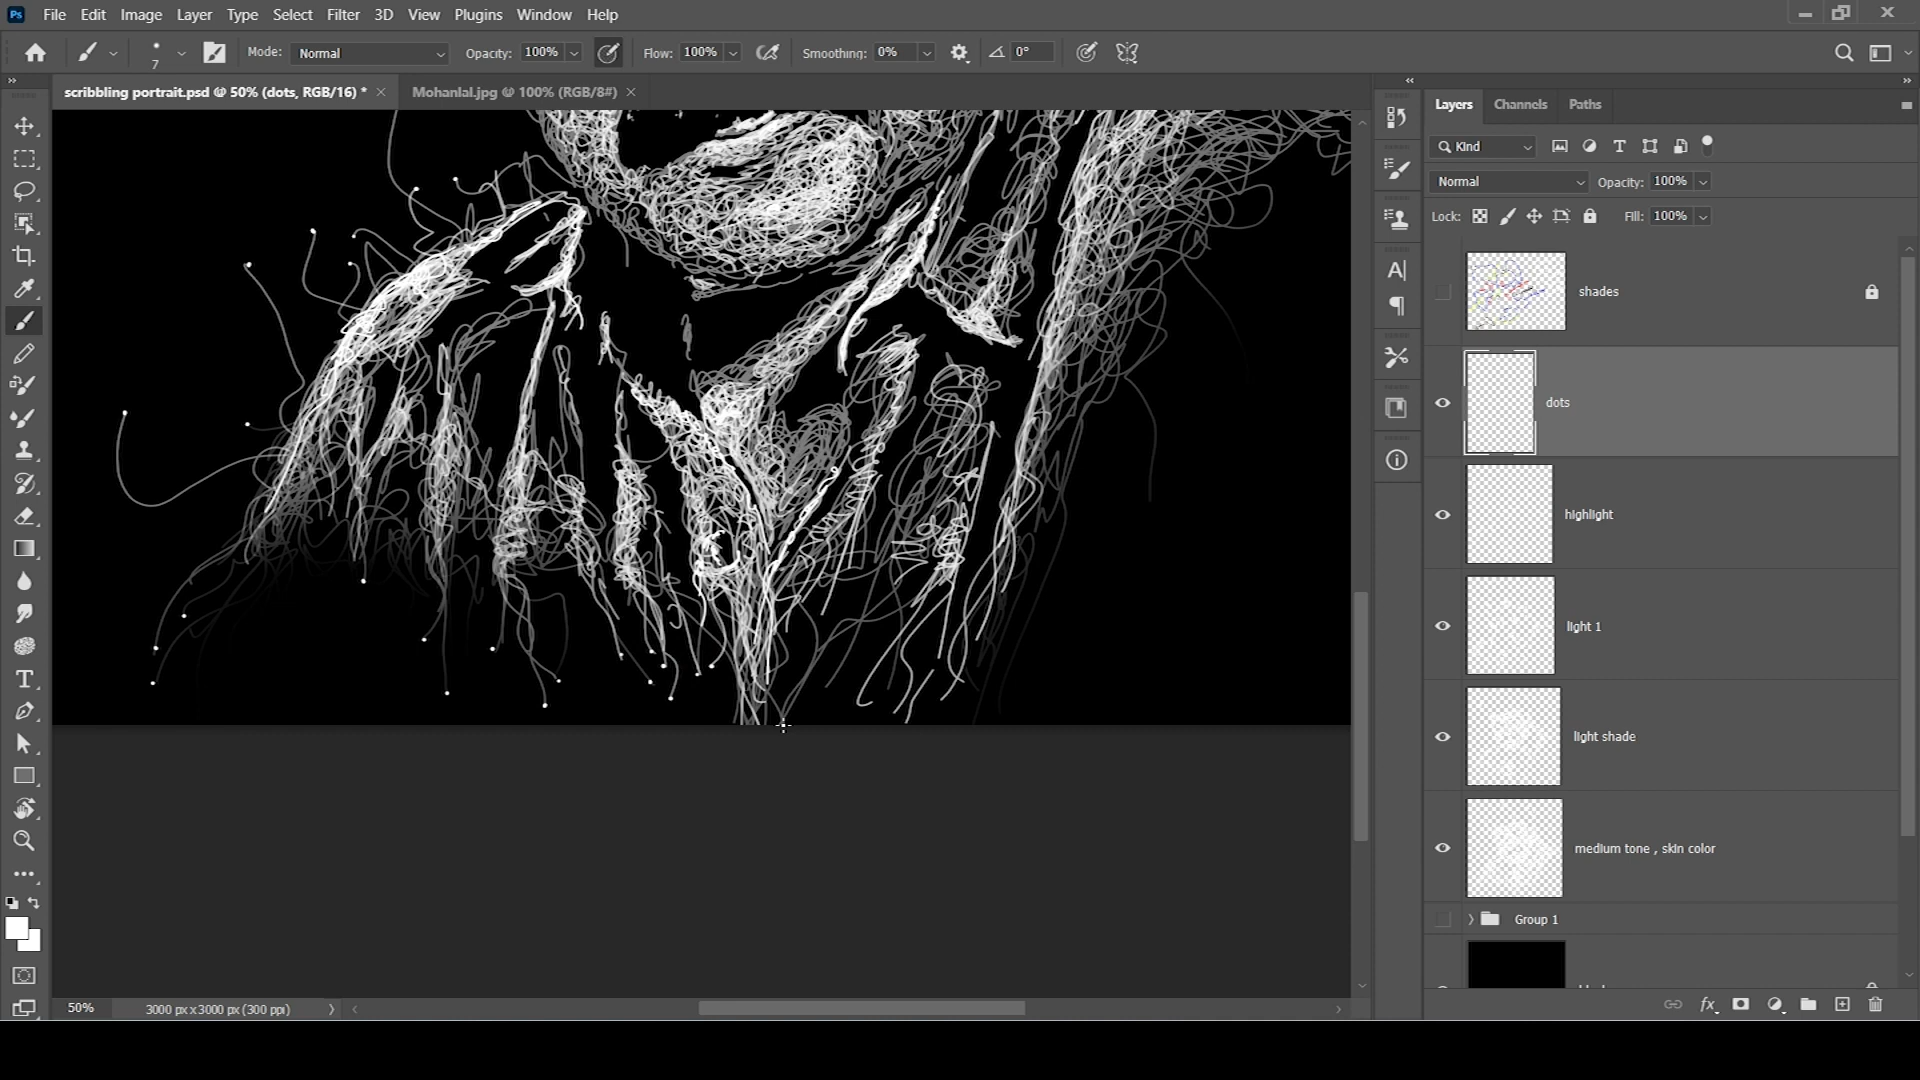 Ps File Edit Image Layer Type Select Filter 3D View Plugins Window Help
7 Mode: Normal Opacity: 100% Flow: 100% Smoothing: 0% 0°
scribbling portrait.psd @ 50% (dots, RGB/16) * Mohanlal.jpg @ 100% (RGB/8#)
Layers Channels Paths
Kind
Normal Opacity: 100%
Lock: Fill: 100%
shades
dots
highlight
light 1
light shade
medium tone , skin color
Group 1
50% 3000 px x 3000 px (300 ppi)
fx